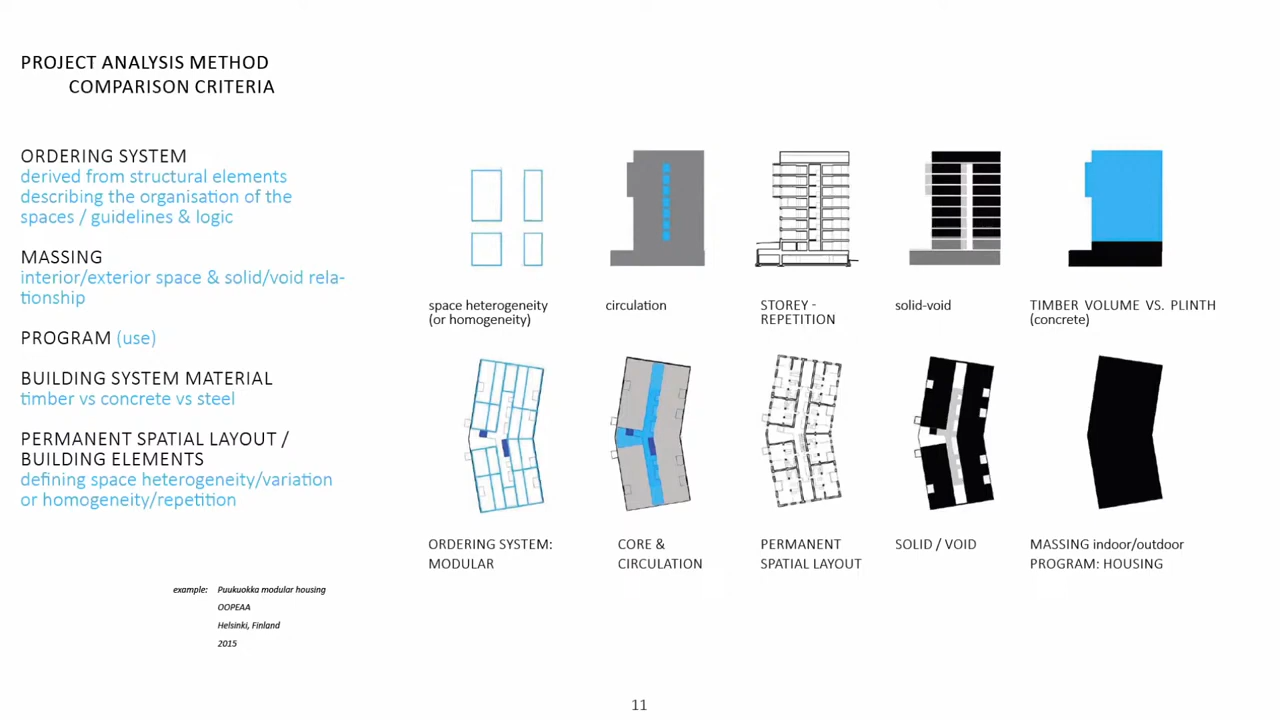 PROJECT ANALYSIS METHOD
COMPARISON CRITERIA
ORDERING SYSTEM
derived from structural elements
describing the organisation of the
spaces / guidelines & logic
MASSING
interior/exterior space & solid/void rela-
tionship
PROGRAM (use)
BUILDING SYSTEM MATERIAL
timber vs concrete vs steel
PERMANENT SPATIAL LAYOUT /
BUILDING ELEMENTS
defining space heterogeneity/variation
or homogeneity/repetition
example: Puukuokka modular housing
OOPEAA
Helsinki, Finland
2015
space heterogeneity
(or homogeneity)
circulation
STOREY -
REPETITION
solid-void
TIMBER VOLUME VS. PLINTH
(concrete)
ORDERING SYSTEM:
MODULAR
CORE &
CIRCULATION
PERMANENT
SPATIAL LAYOUT
SOLID / VOID
MASSING indoor/outdoor
PROGRAM: HOUSING
11